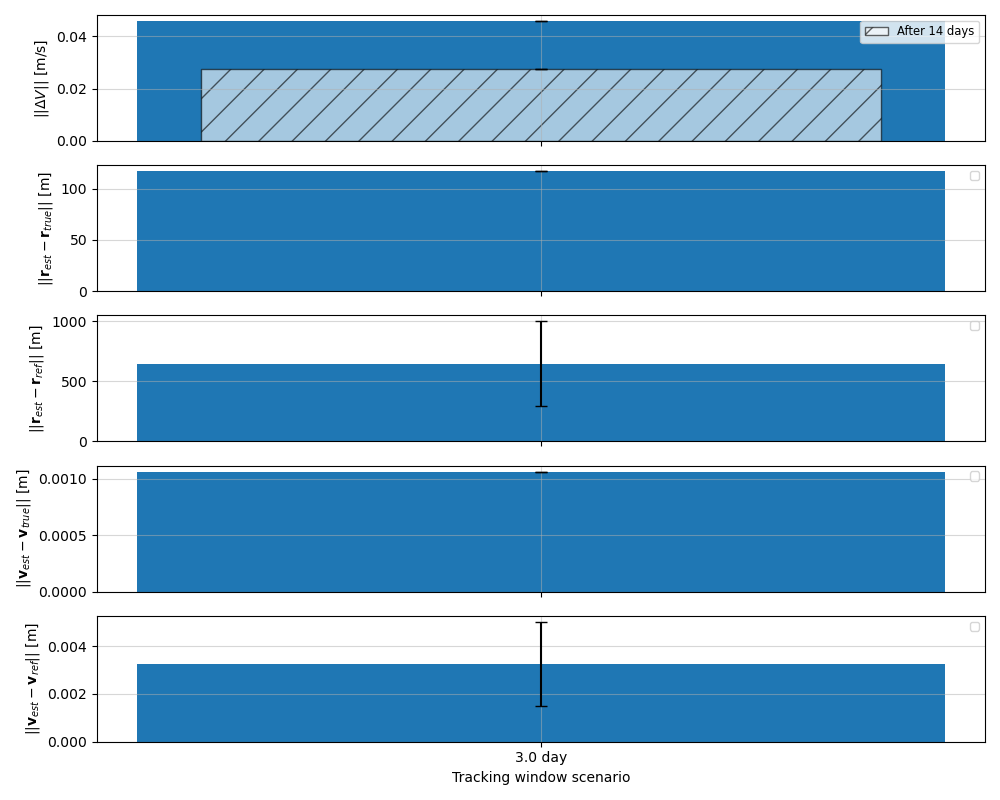 ||ΔV|| [m/s]
0.04
0.02
0.00
After 14 days
||r_est − r_true|| [m]
100
50
0
||r_est − r_ref|| [m]
1000
500
0
||v_est − v_true|| [m]
0.0010
0.0005
0.0000
||v_est − v_ref|| [m]
0.004
0.002
0.000
3.0 day
Tracking window scenario